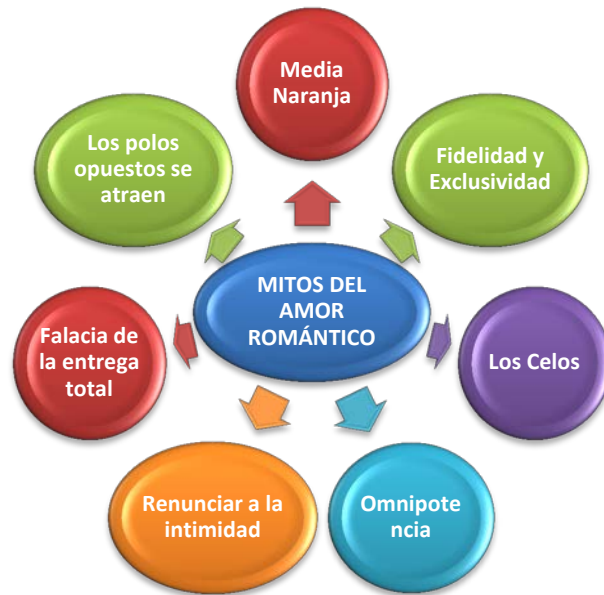 Media
Naranja
Los polos
opuestos se
atraen
Fidelidad y
Exclusividad
MITOS DEL
AMOR
ROMÁNTICO
Falacia de
la entrega
total
Los Celos
Renunciar a la
intimidad
Omnipote
ncia